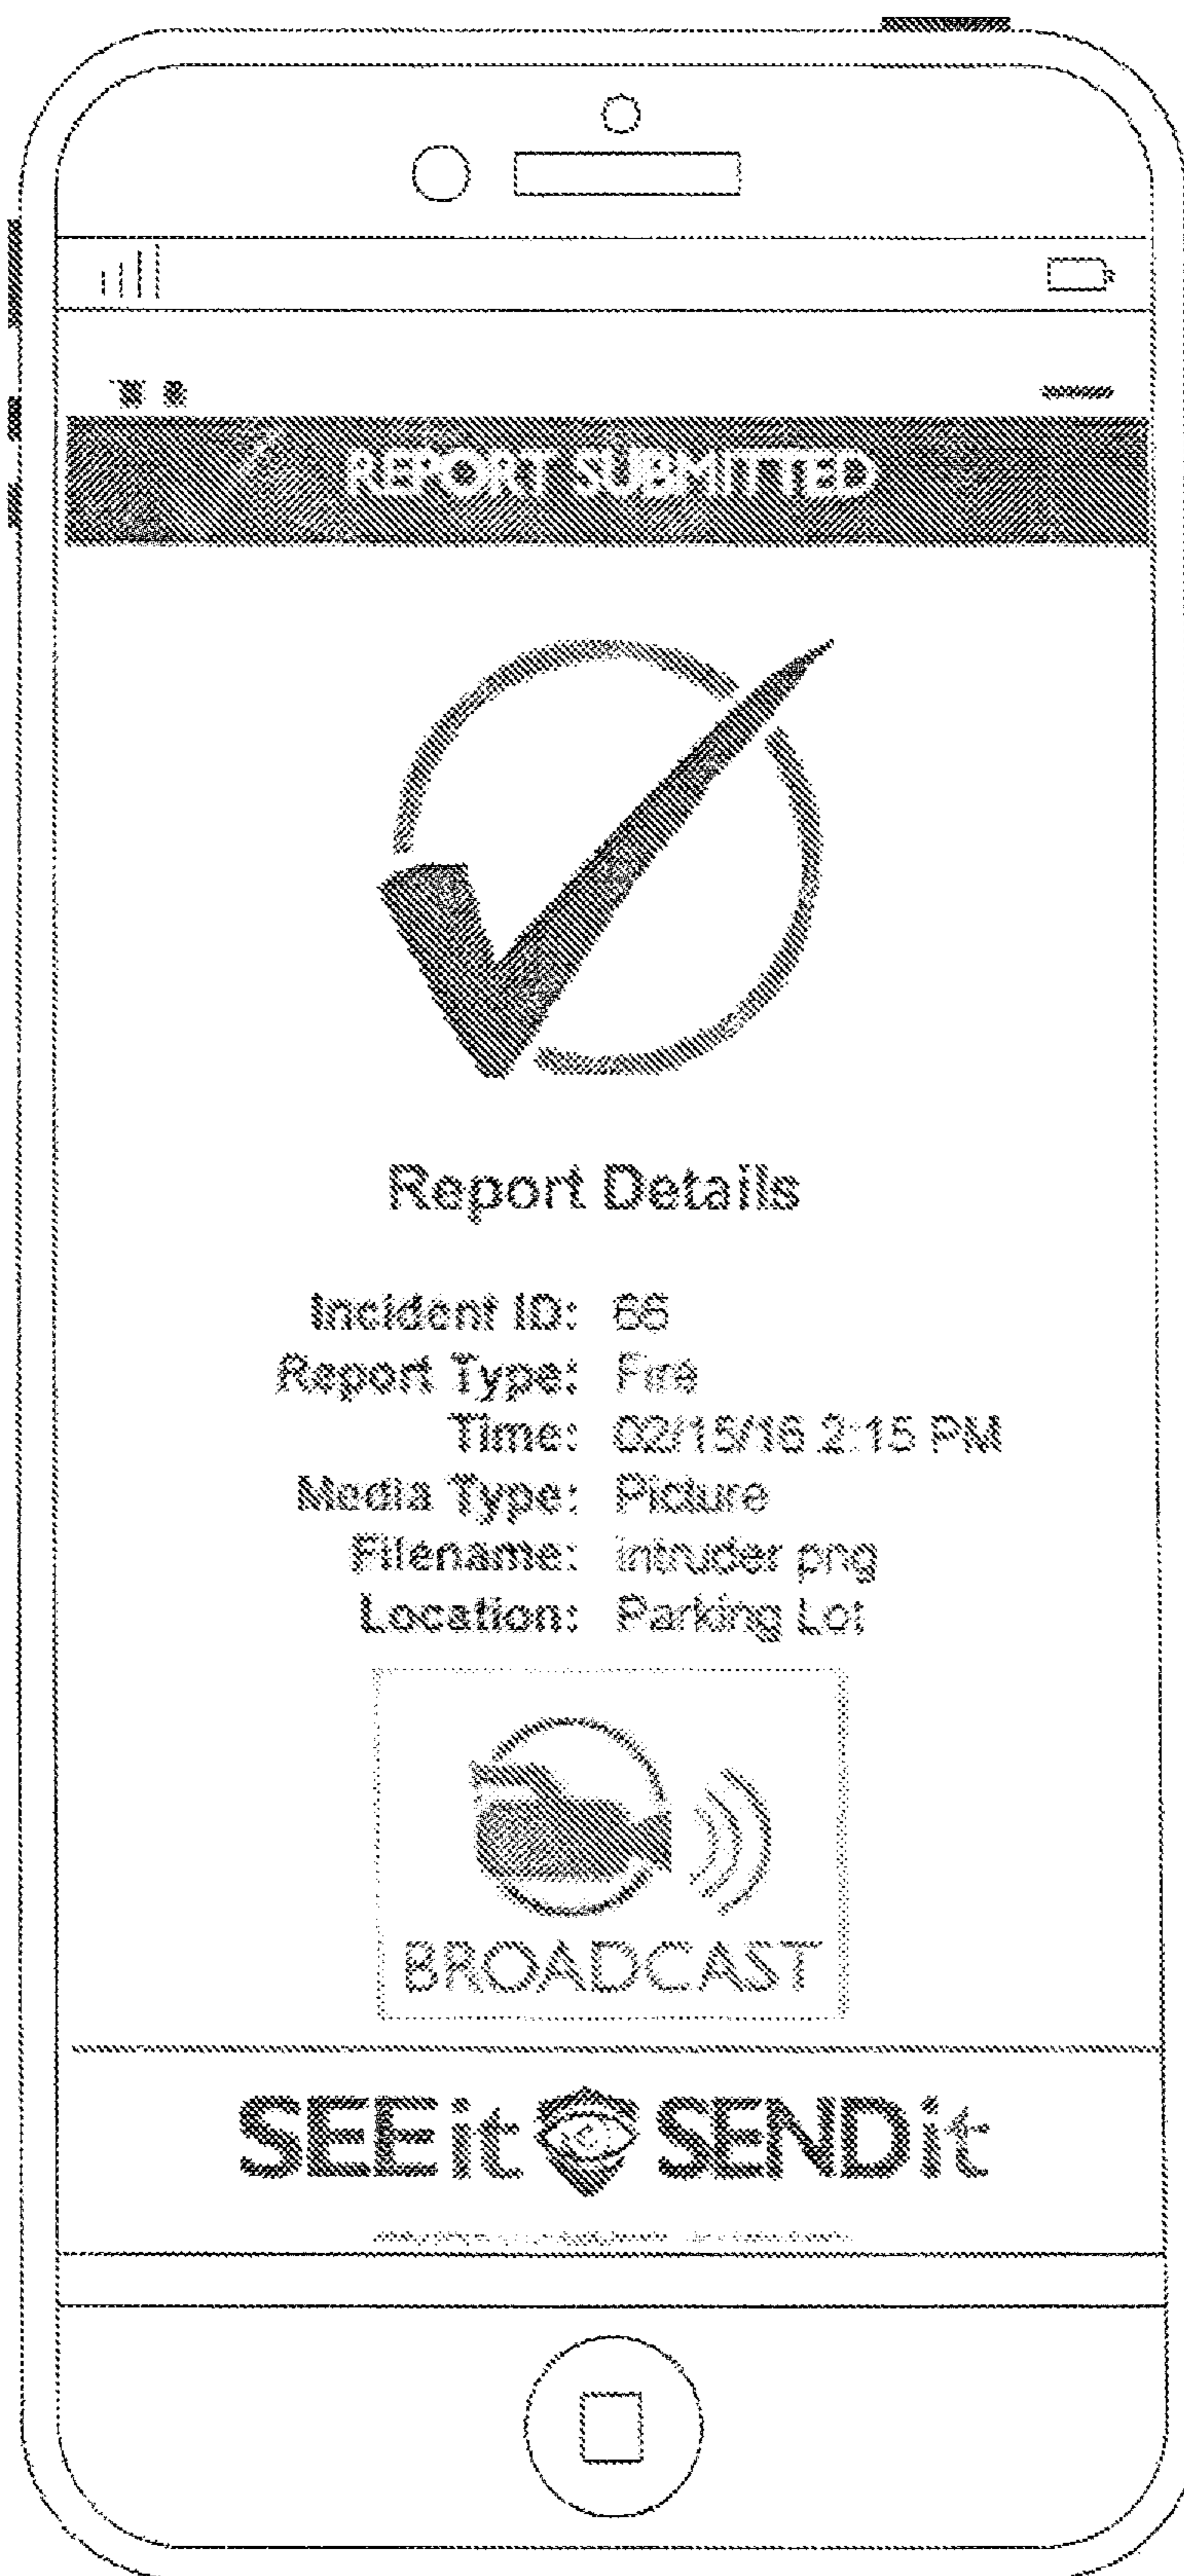 REPORT SUBMITTED
Report Details
Incident ID:
Report Type: Fire
Time: 02/15/16 2:15 PM
Media Type: Picture
Filename: intruder png
Location: Parking Lot
BROADCAST
SEEit SENDit